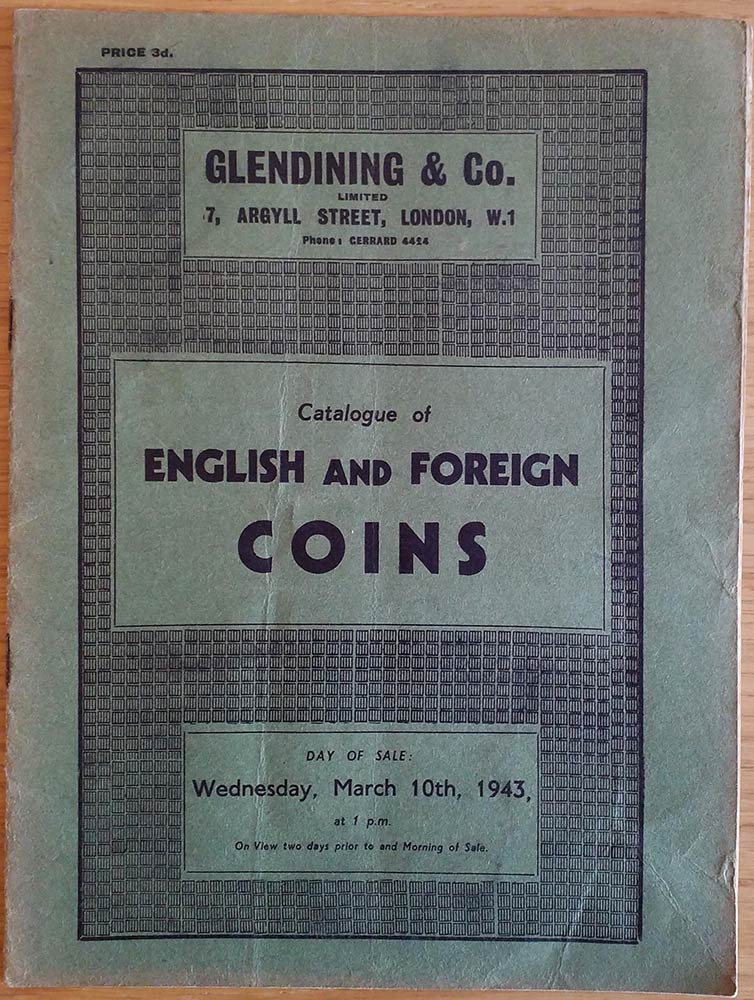 PRICE 3d.
GLENDINING & Co.
LIMITED
7, ARGYLL STREET, LONDON, W.1
Phone: GERRARD 4424
Catalogue of
ENGLISH AND FOREIGN
COINS
DAY OF SALE:
Wednesday, March 10th, 1943,
at 1 p.m.
On View two days prior to and Morning of Sale.